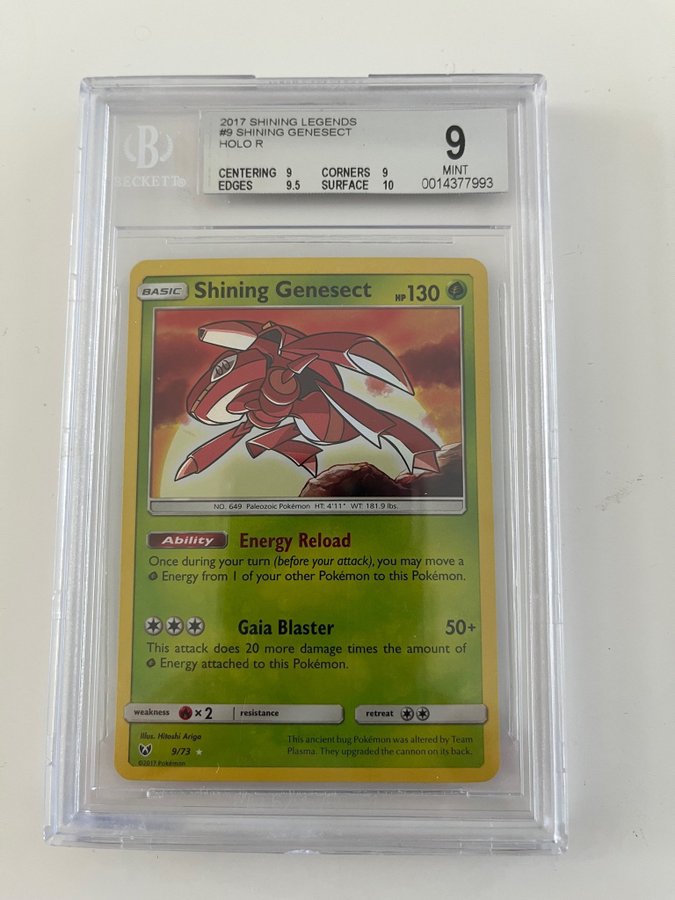 BECKETT
2017 SHINING LEGENDS
#9 SHINING GENESECT
HOLO R
CENTERING 9 CORNERS 9
EDGES 9.5 SURFACE 10
9
MINT
0014377993
BASIC Shining Genesect HP 130
NO. 649 Paleozoic Pokémon HT: 4'11" WT: 181.9 lbs.
Ability Energy Reload
Once during your turn (before your attack), you may move a
Energy from 1 of your other Pokémon to this Pokémon.
Gaia Blaster 50+
This attack does 20 more damage times the amount of
Energy attached to this Pokémon.
weakness ×2 resistance retreat
Illus. Hitoshi Ariga
9/73
©2017 Pokémon
This ancient bug Pokémon was altered by Team
Plasma. They upgraded the cannon on its back.